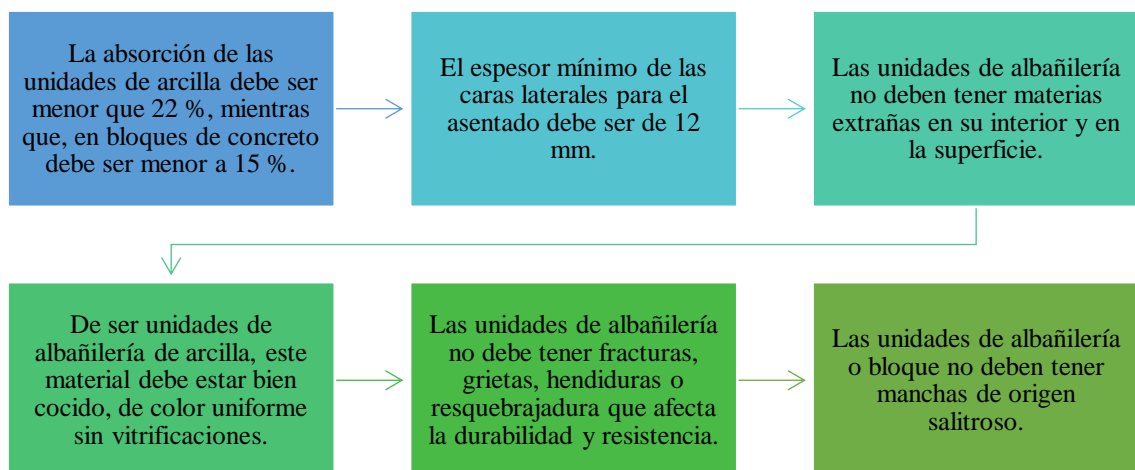 La absorción de las
unidades de arcilla debe ser
menor que 22 %, mientras
que, en bloques de concreto
debe ser menor a 15 %.
El espesor mínimo de las
caras laterales para el
asentado debe ser de 12
mm.
Las unidades de albañilería
no deben tener materias
extrañas en su interior y en
la superficie.
De ser unidades de
albañilería de arcilla, este
material debe estar bien
cocido, de color uniforme
sin vitrificaciones.
Las unidades de albañilería
no debe tener fracturas,
grietas, hendiduras o
resquebrajadura que afecta
la durabilidad y resistencia.
Las unidades de albañilería
o bloque no deben tener
manchas de origen
salitroso.